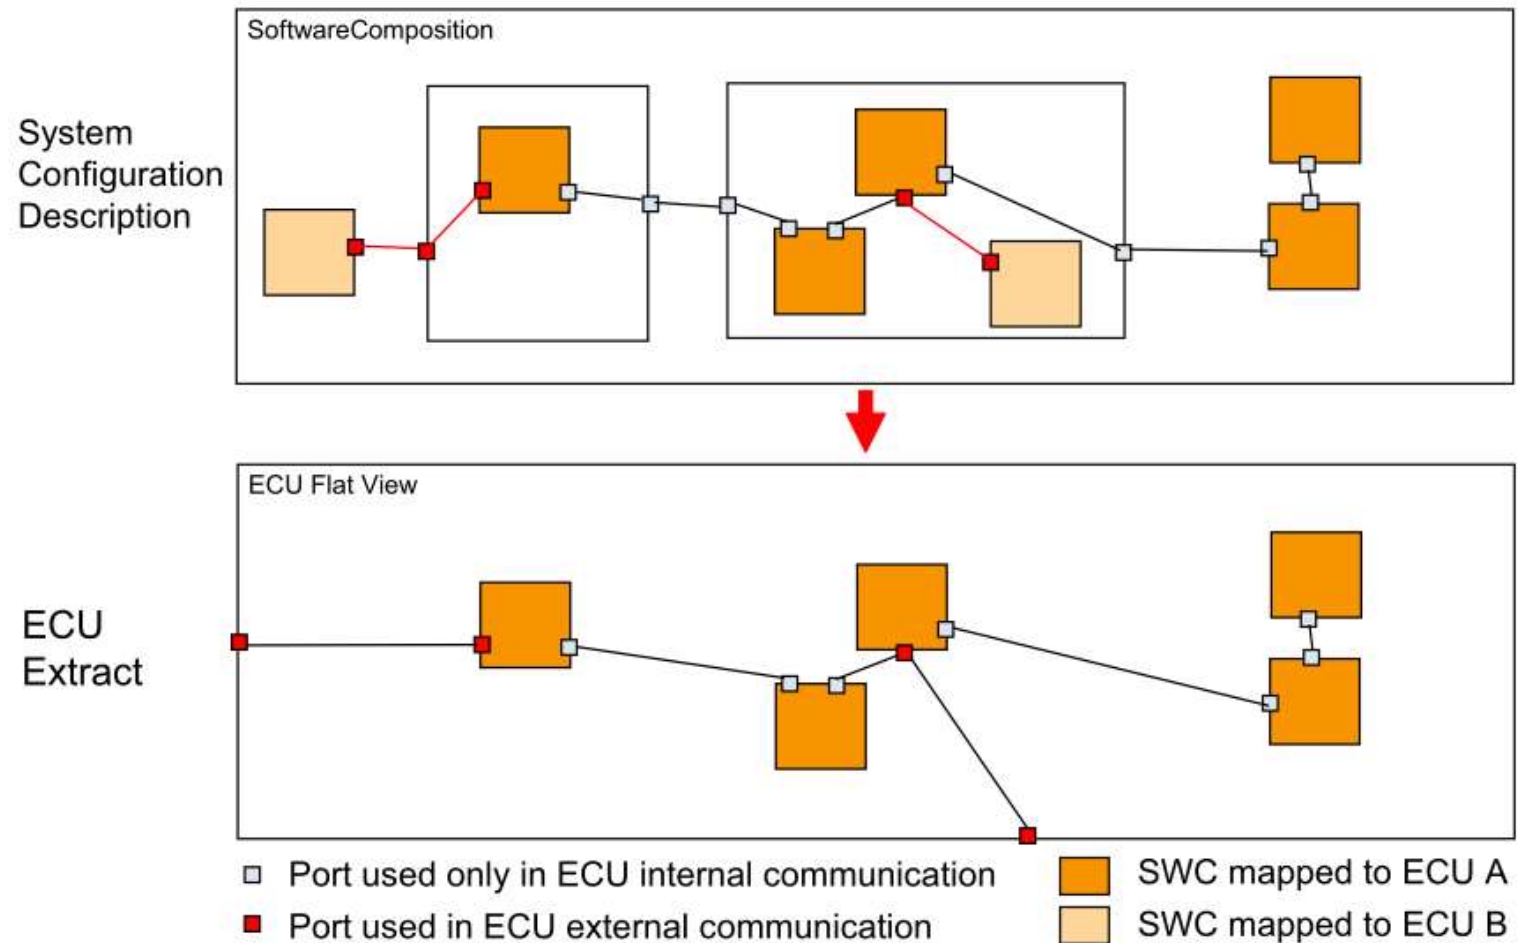 SoftwareComposition
System
Configuration
Description
ECU Flat View
ECU
Extract
Port used only in ECU internal communication
SWC mapped to ECU A
Port used in ECU external communication
SWC mapped to ECU B